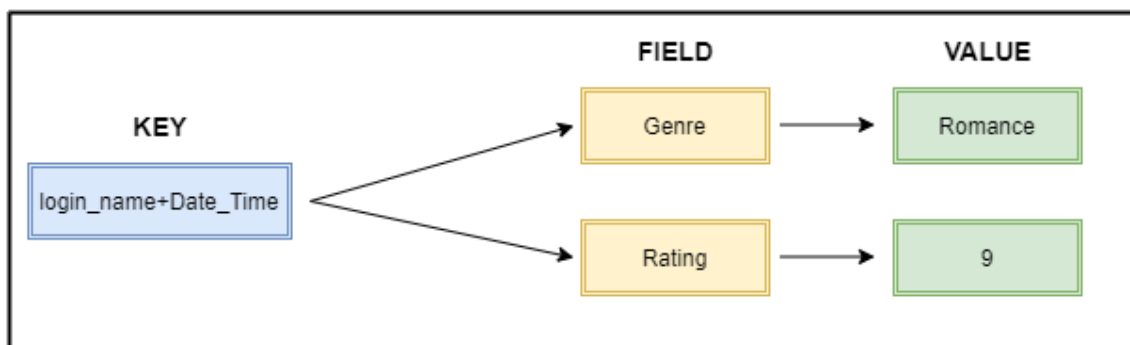 FIELD
VALUE
KEY
Genre
Romance
login_name+Date_Time
Rating
9